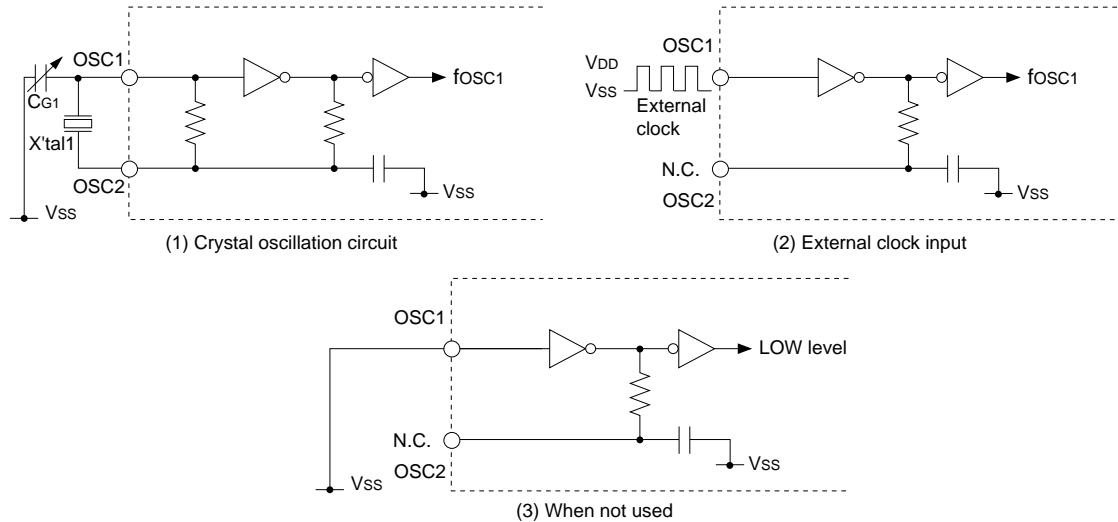 OSC1
fOSC1
CG1
X'tal1
OSC2
VSS
VSS
(1) Crystal oscillation circuit
OSC1
VDD
VSS
External
clock
fOSC1
N.C.
OSC2
VSS
(2) External clock input
OSC1
LOW level
N.C.
OSC2
VSS
VSS
(3) When not used